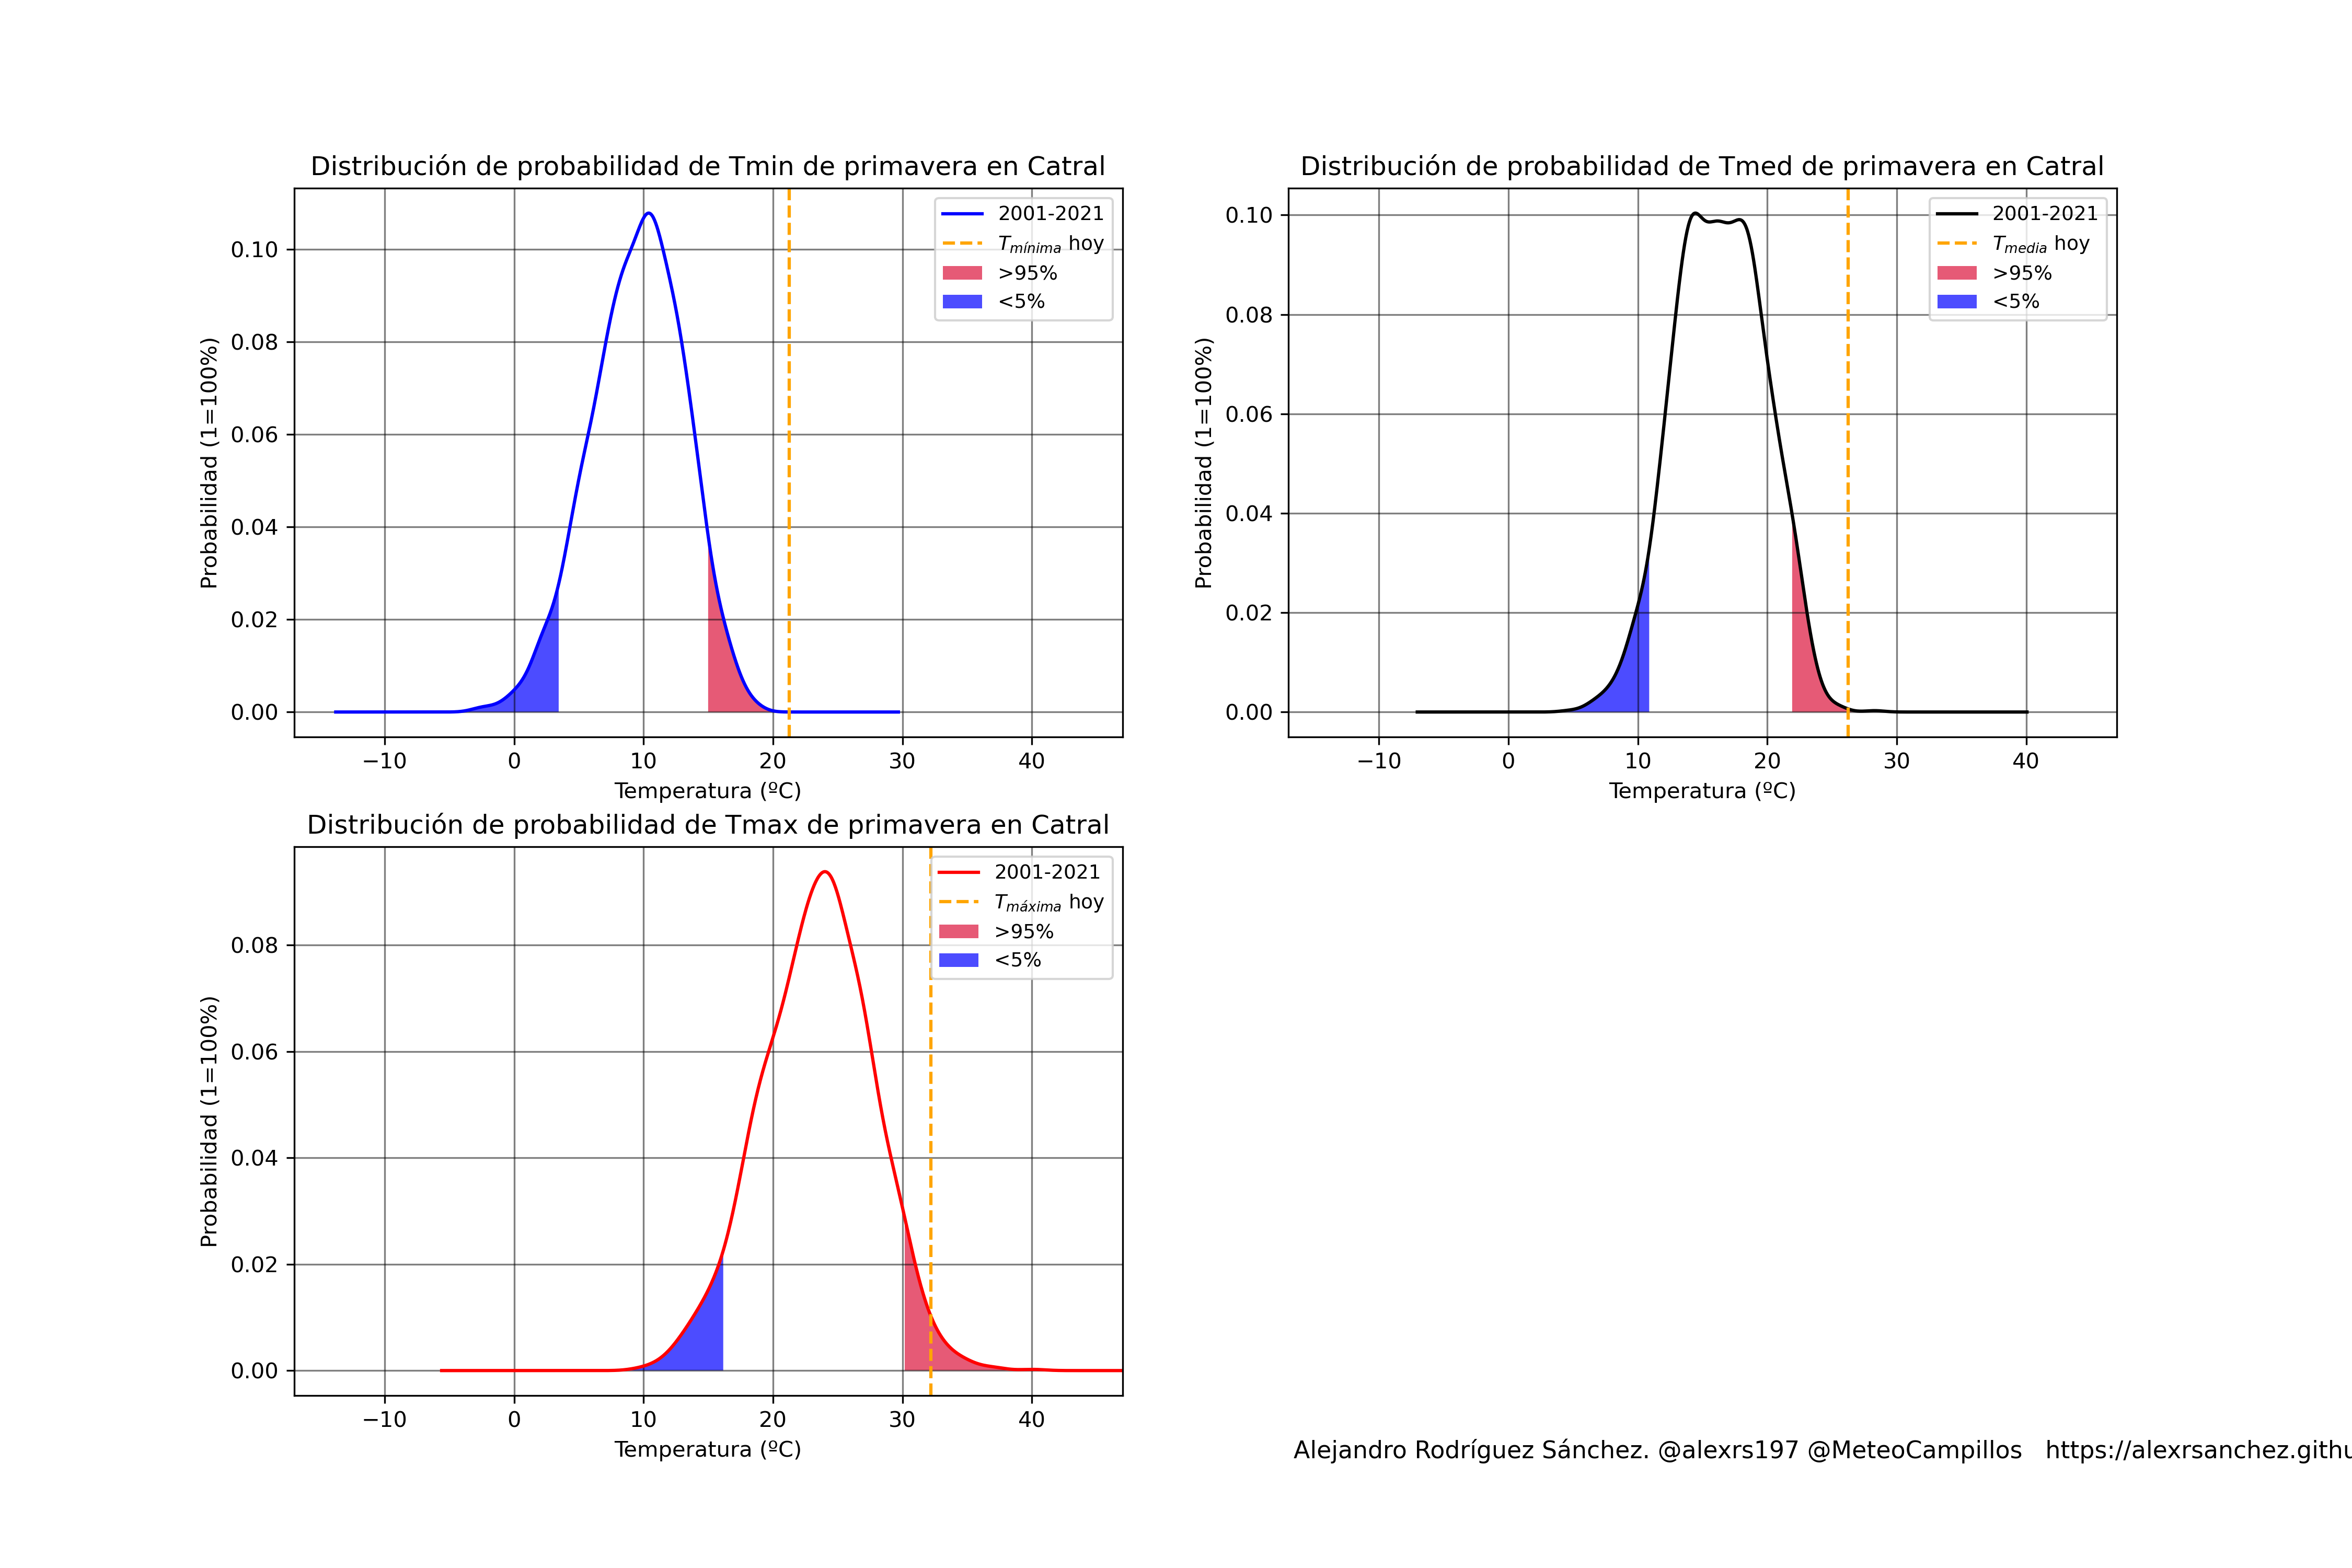 Distribución de probabilidad de Tmin de primavera en Catral
Probabilidad (1=100%)
0.10
0.08
0.06
0.04
0.02
0.00
2001-2021
Tmínima hoy
>95%
<5%
−10 0 10 20 30 40
Temperatura (ºC)
Distribución de probabilidad de Tmed de primavera en Catral
Probabilidad (1=100%)
0.10
0.08
0.06
0.04
0.02
0.00
2001-2021
Tmedia hoy
>95%
<5%
−10 0 10 20 30 40
Temperatura (ºC)
Distribución de probabilidad de Tmax de primavera en Catral
Probabilidad (1=100%)
0.08
0.06
0.04
0.02
0.00
2001-2021
Tmáxima hoy
>95%
<5%
−10 0 10 20 30 40
Temperatura (ºC)
Alejandro Rodríguez Sánchez. @alexrs197 @MeteoCampillos https://alexrsanchez.githu